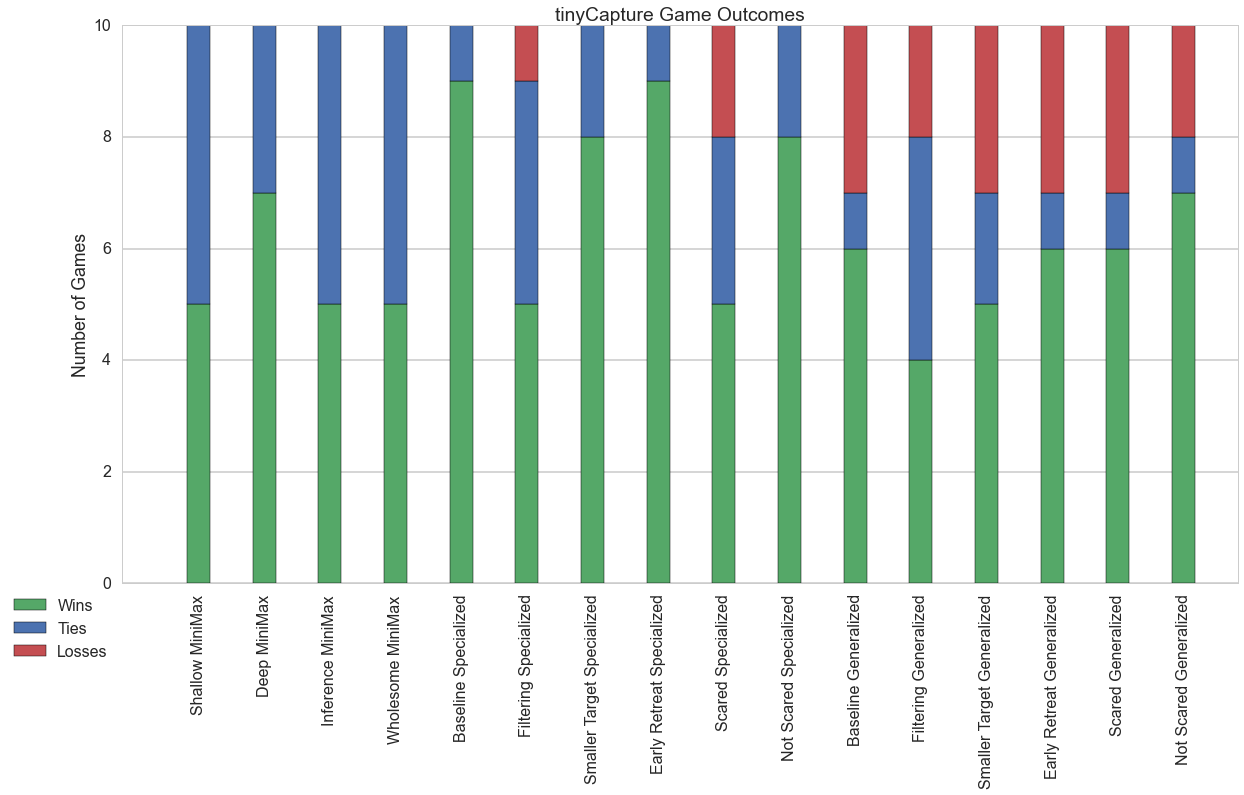 tinyCapture Game Outcomes
10
8
6
4
2
0
Number of Games
Wins
Ties
Losses
Shallow MiniMax
Deep MiniMax
Inference MiniMax
Wholesome MiniMax
Baseline Specialized
Filtering Specialized
Smaller Target Specialized
Early Retreat Specialized
Scared Specialized
Not Scared Specialized
Baseline Generalized
Filtering Generalized
Smaller Target Generalized
Early Retreat Generalized
Scared Generalized
Not Scared Generalized